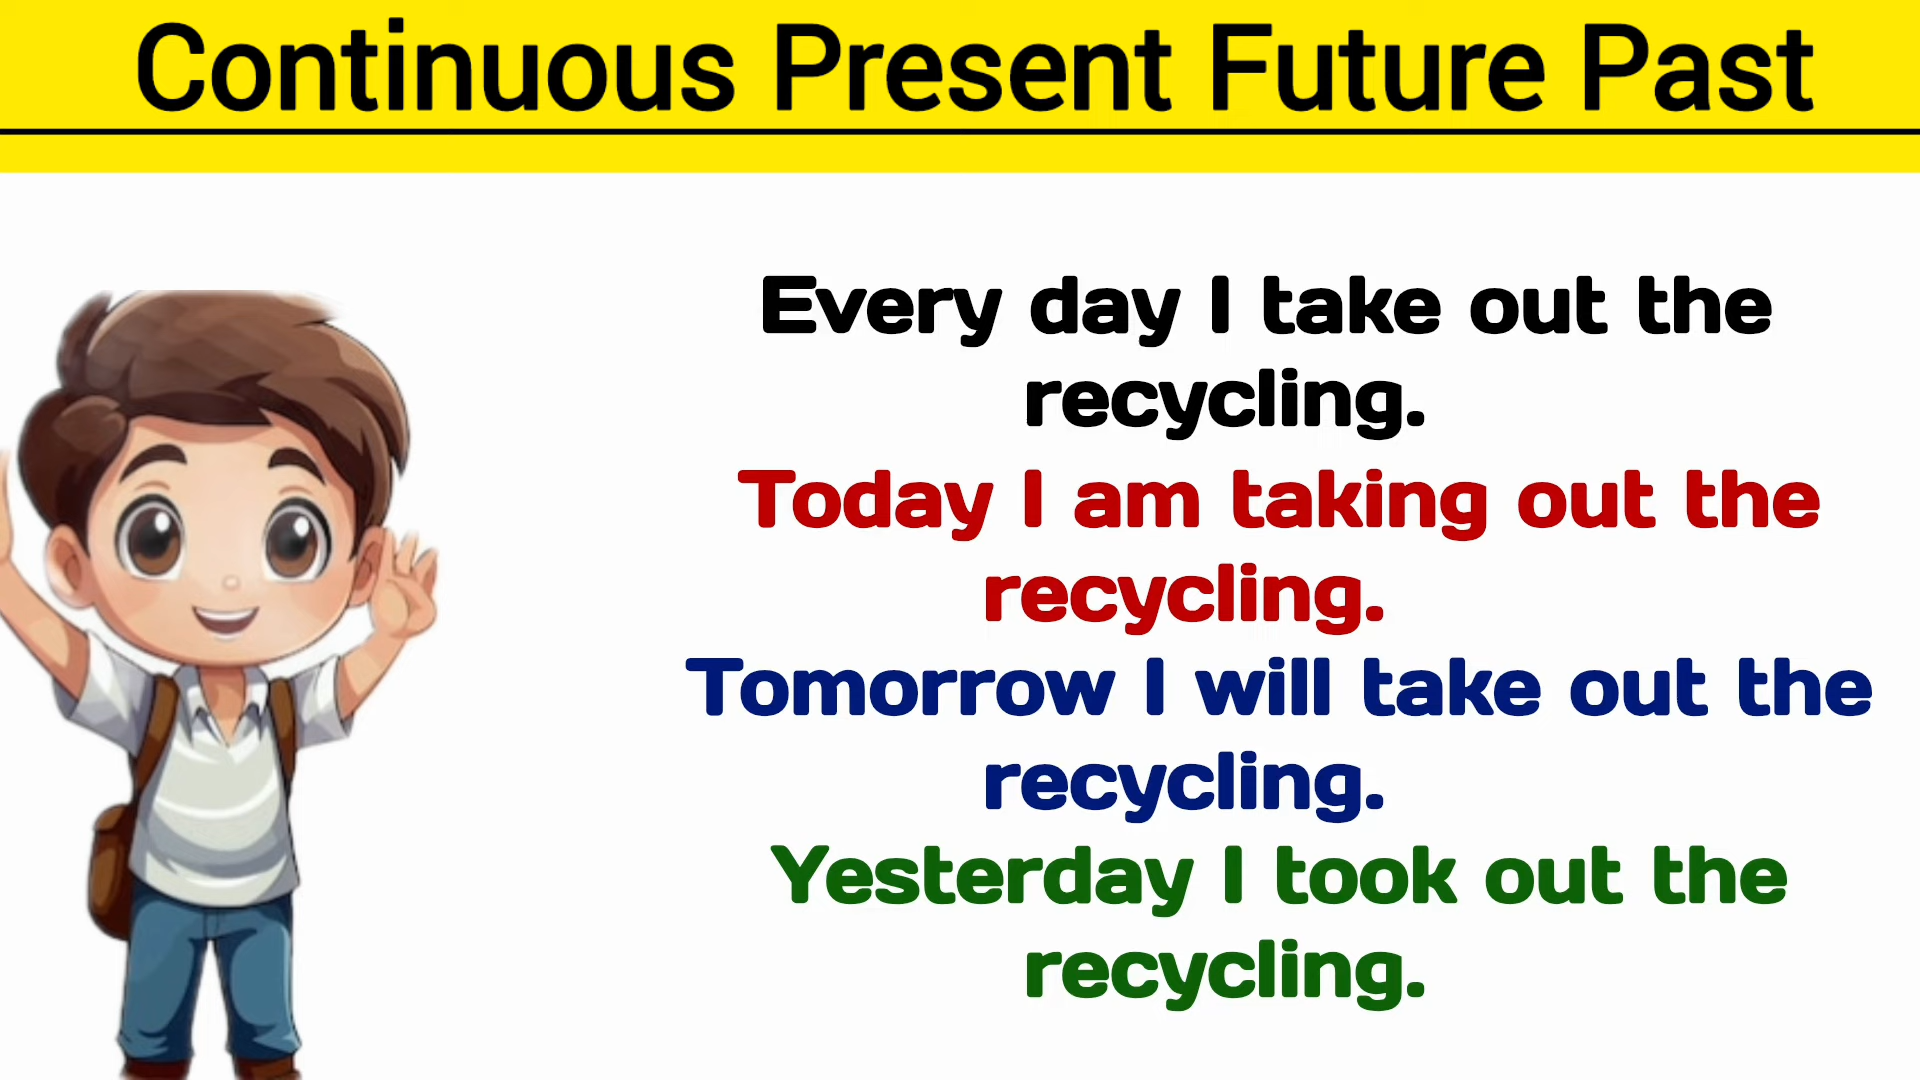 Continuous Present Future Past
Every day I take out the
recycling.
Today I am taking out the
recycling.
Tomorrow I will take out the
recycling.
Yesterday I took out the
recycling.